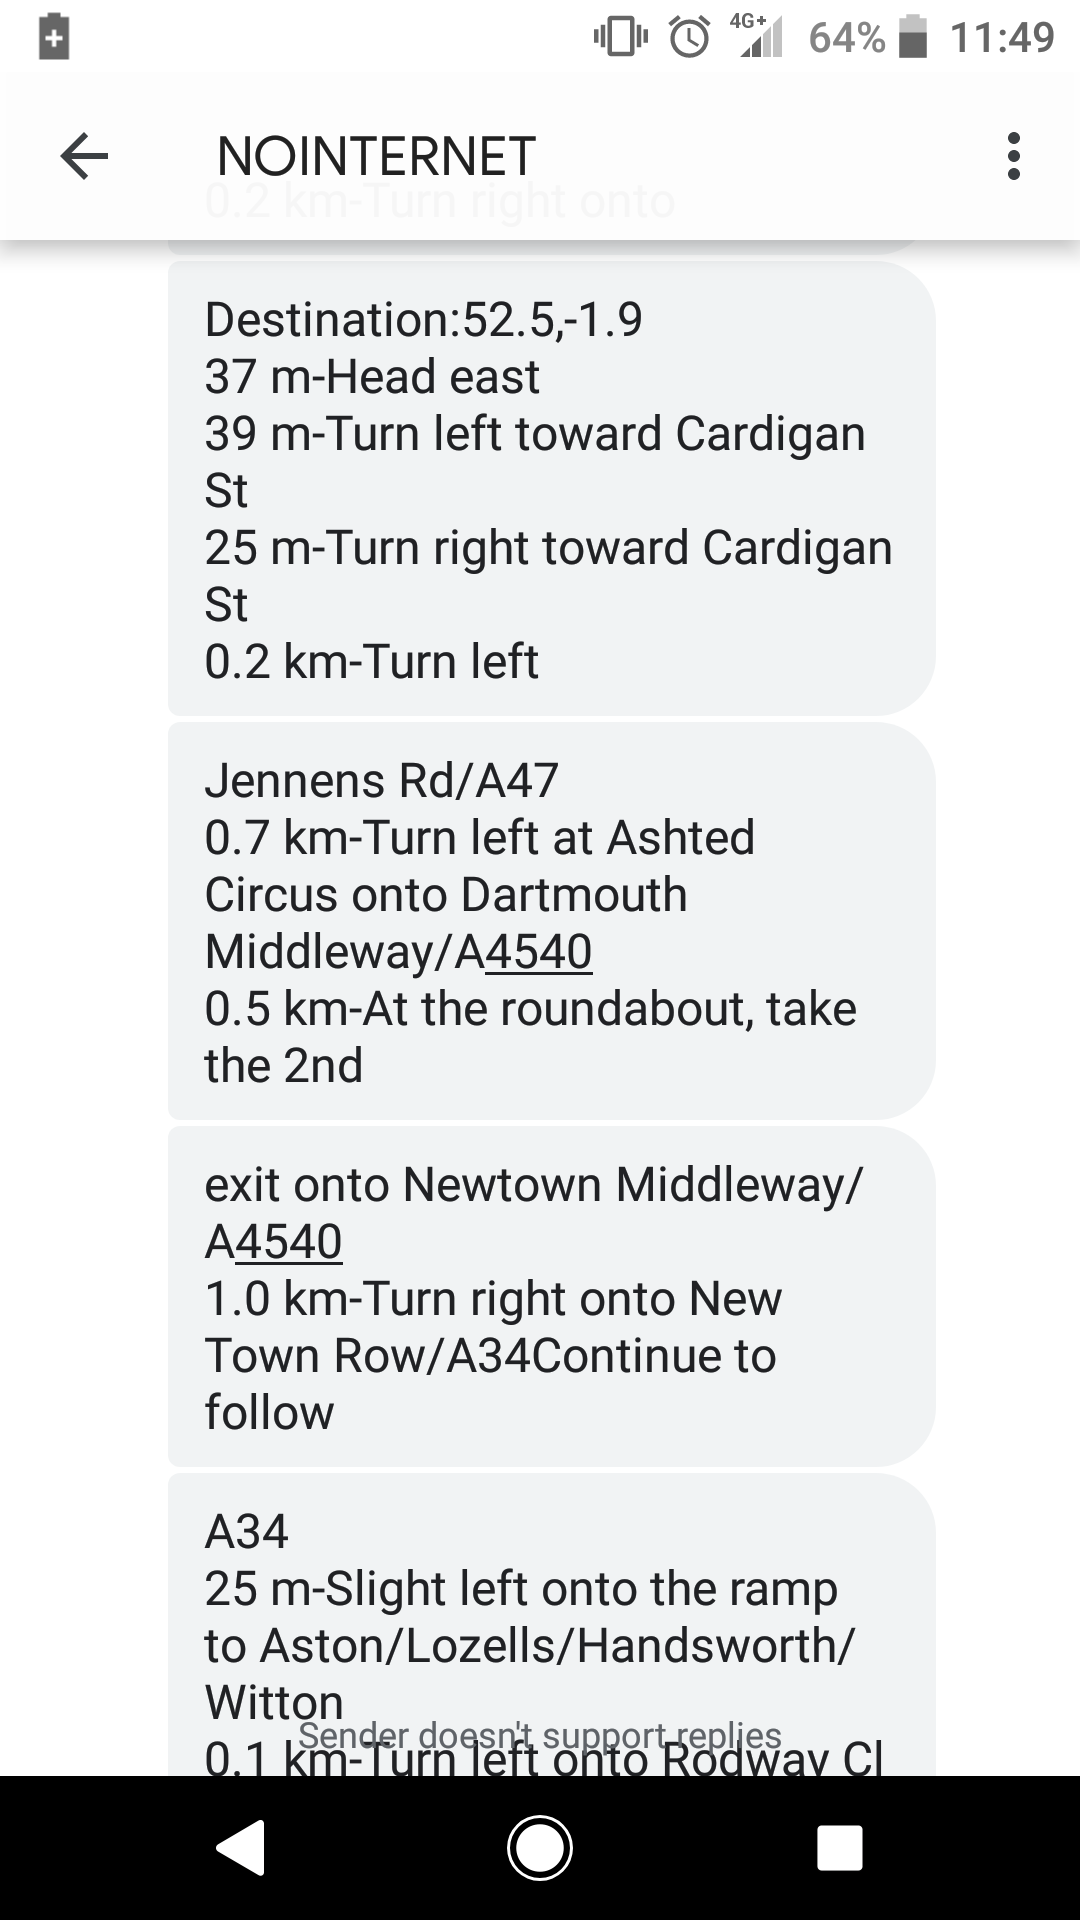 4G+ 64% 11:49
NOINTERNET
0.2 km-Turn right onto
Destination:52.5,-1.9
37 m-Head east
39 m-Turn left toward Cardigan
St
25 m-Turn right toward Cardigan
St
0.2 km-Turn left
Jennens Rd/A47
0.7 km-Turn left at Ashted
Circus onto Dartmouth
Middleway/A4540
0.5 km-At the roundabout, take
the 2nd
exit onto Newtown Middleway/
A4540
1.0 km-Turn right onto New
Town Row/A34Continue to
follow
A34
25 m-Slight left onto the ramp
to Aston/Lozells/Handsworth/
Witton
Sender doesn't support replies
0.1 km-Turn left onto Rodway Cl